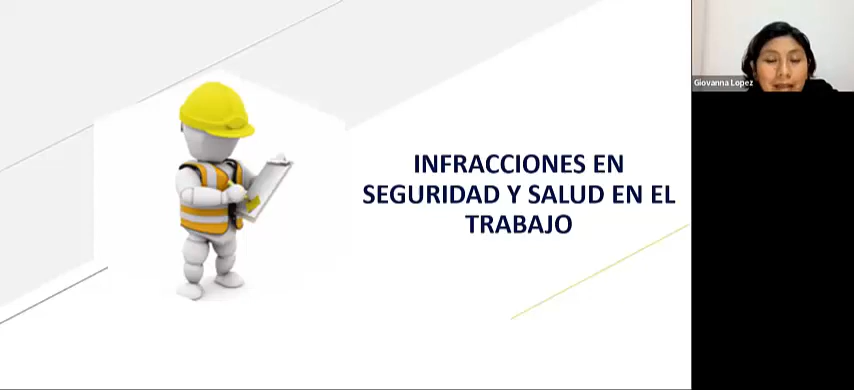 INFRACCIONES EN
SEGURIDAD Y SALUD EN EL
TRABAJO
Giovanna Lopez